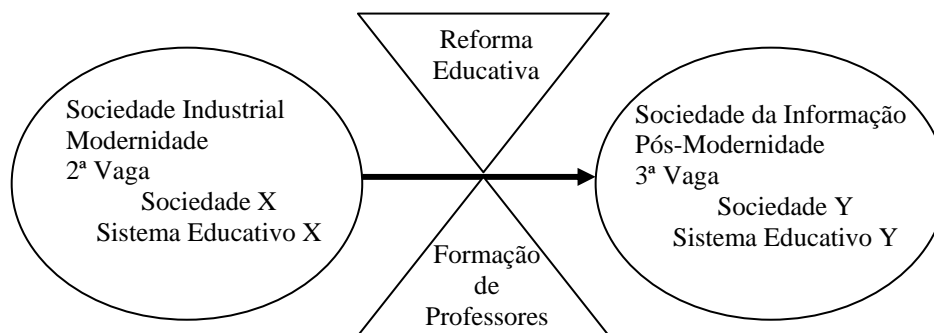 Reforma
Educativa
Sociedade Industrial
Modernidade
2ª Vaga
Sociedade X
Sistema Educativo X
Sociedade da Informação
Pós-Modernidade
3ª Vaga
Sociedade Y
Sistema Educativo Y
Formação
de
Professores